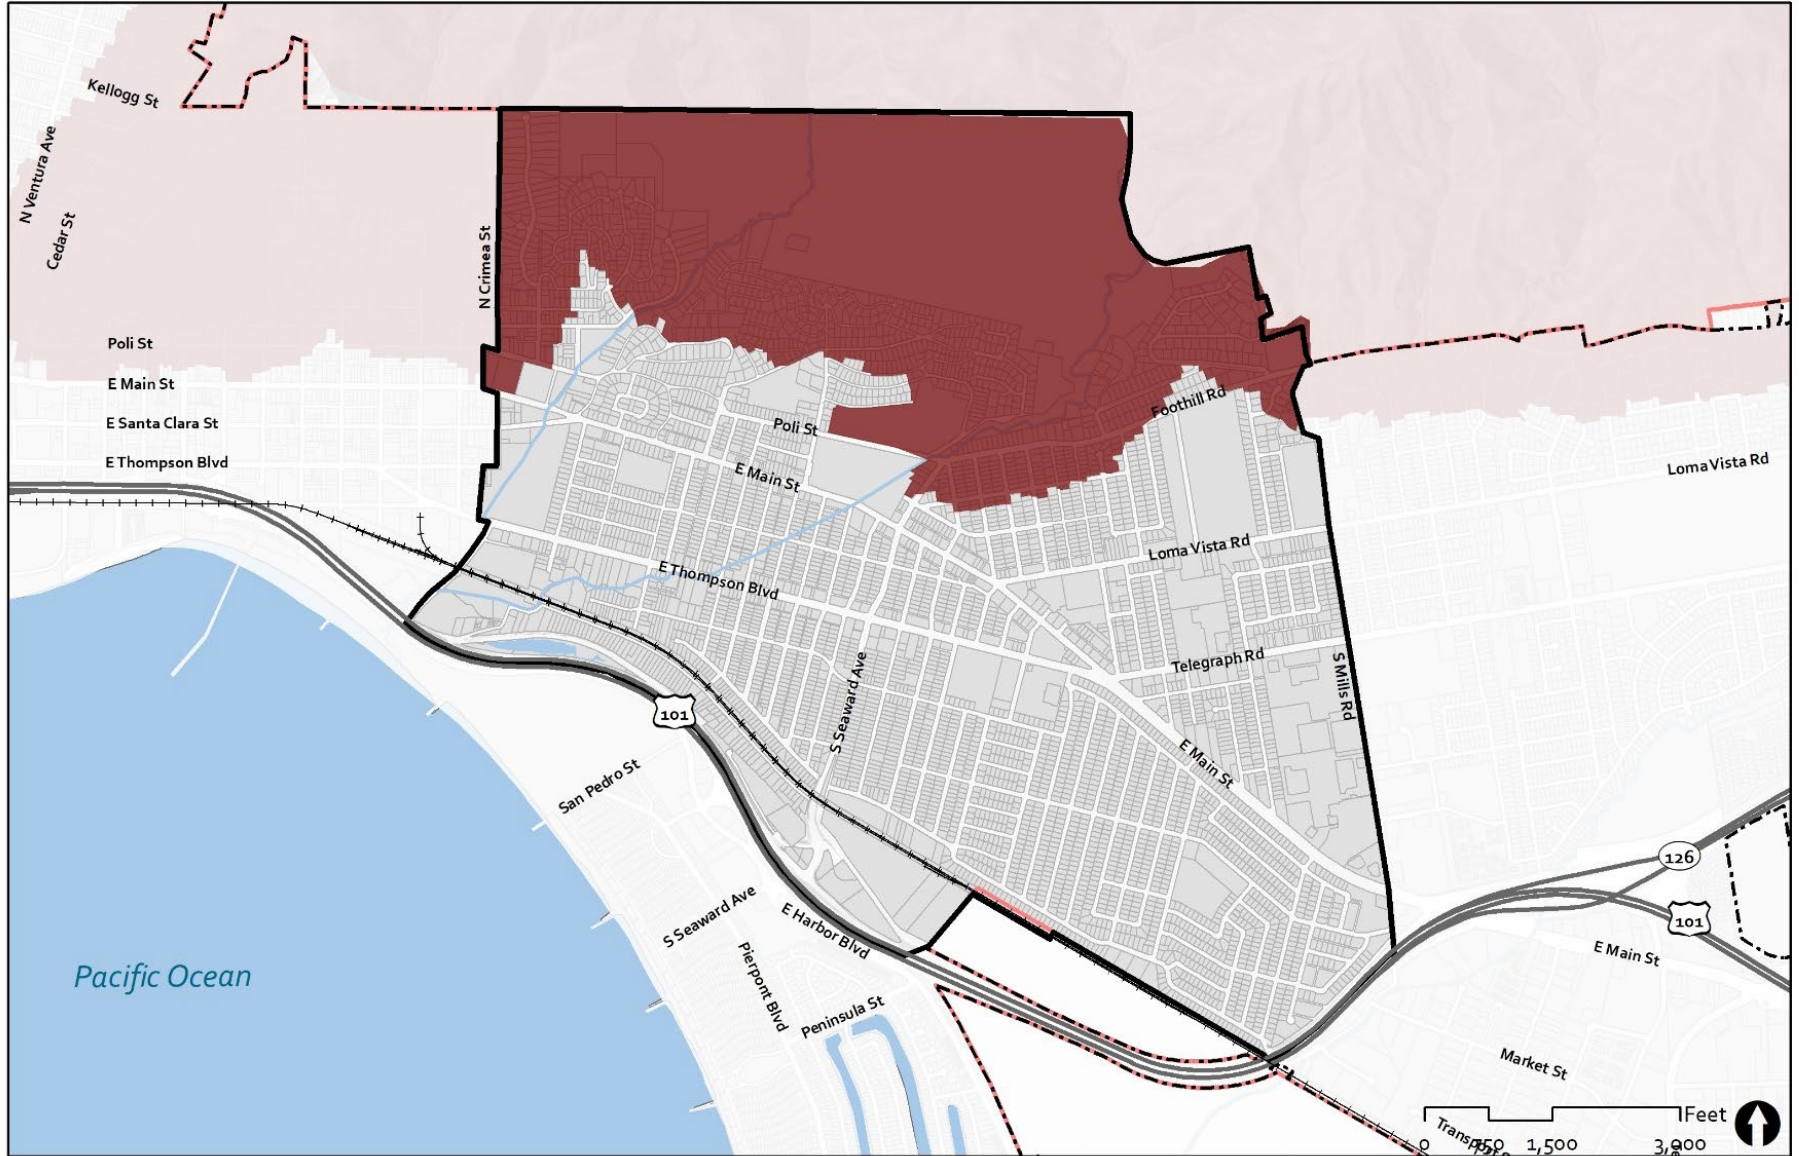 Kellogg St
N Ventura Ave
Cedar St
N Crimea St
Poli St
E Main St
E Santa Clara St
E Thompson Blvd
Foothill Rd
Poli St
E Main St
Loma Vista Rd
Loma Vista Rd
E Thompson Blvd
Telegraph Rd
S Mills Rd
S Seaward Ave
101
E Main St
San Pedro St
126
101
S Seaward Ave
E Harbor Blvd
E Main St
Pacific Ocean
Pierpont Blvd
Peninsula St
Market St
Feet
0 750 1,500 3,000